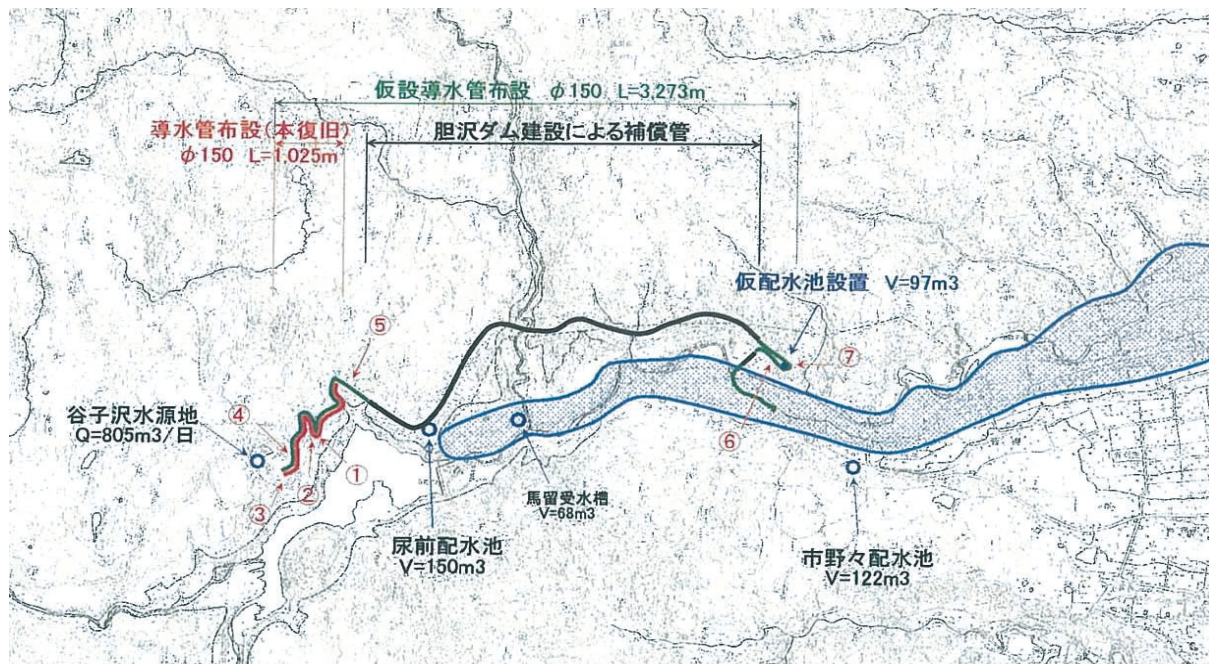 仮設導水管布設 φ150 L=3,273m
導水管布設(本復旧)
φ150 L=1,025m
胆沢ダム建設による補償管
仮配水池設置 V=97m3
⑤
⑦
谷子沢水源地
Q=805m3/日
④
⑥
①
②
③
馬留受水槽
V=68m3
尿前配水池
V=150m3
市野々配水池
V=122m3